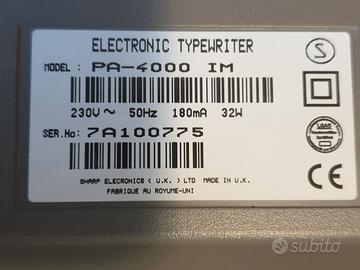 ELECTRONIC TYPEWRITER
MODEL: PA-4000 IM
230V ~ 50Hz 180mA 32W
SER.No: 7A100775
SHARP ELECTRONICS ( U.K. ) LTD MADE IN U.K.
FABRIQUE AU ROYUME-UNI
S
LGA
CE
subito